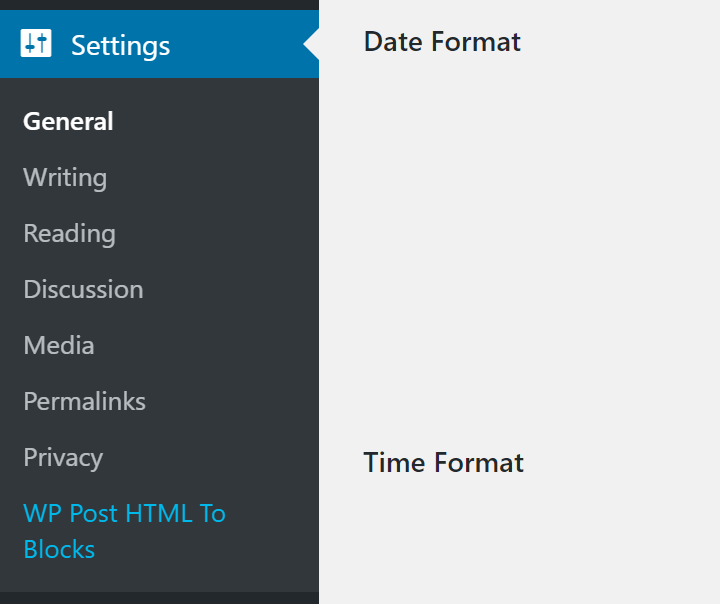 Settings
General
Writing
Reading
Discussion
Media
Permalinks
Privacy
WP Post HTML To
Blocks
Date Format
Time Format